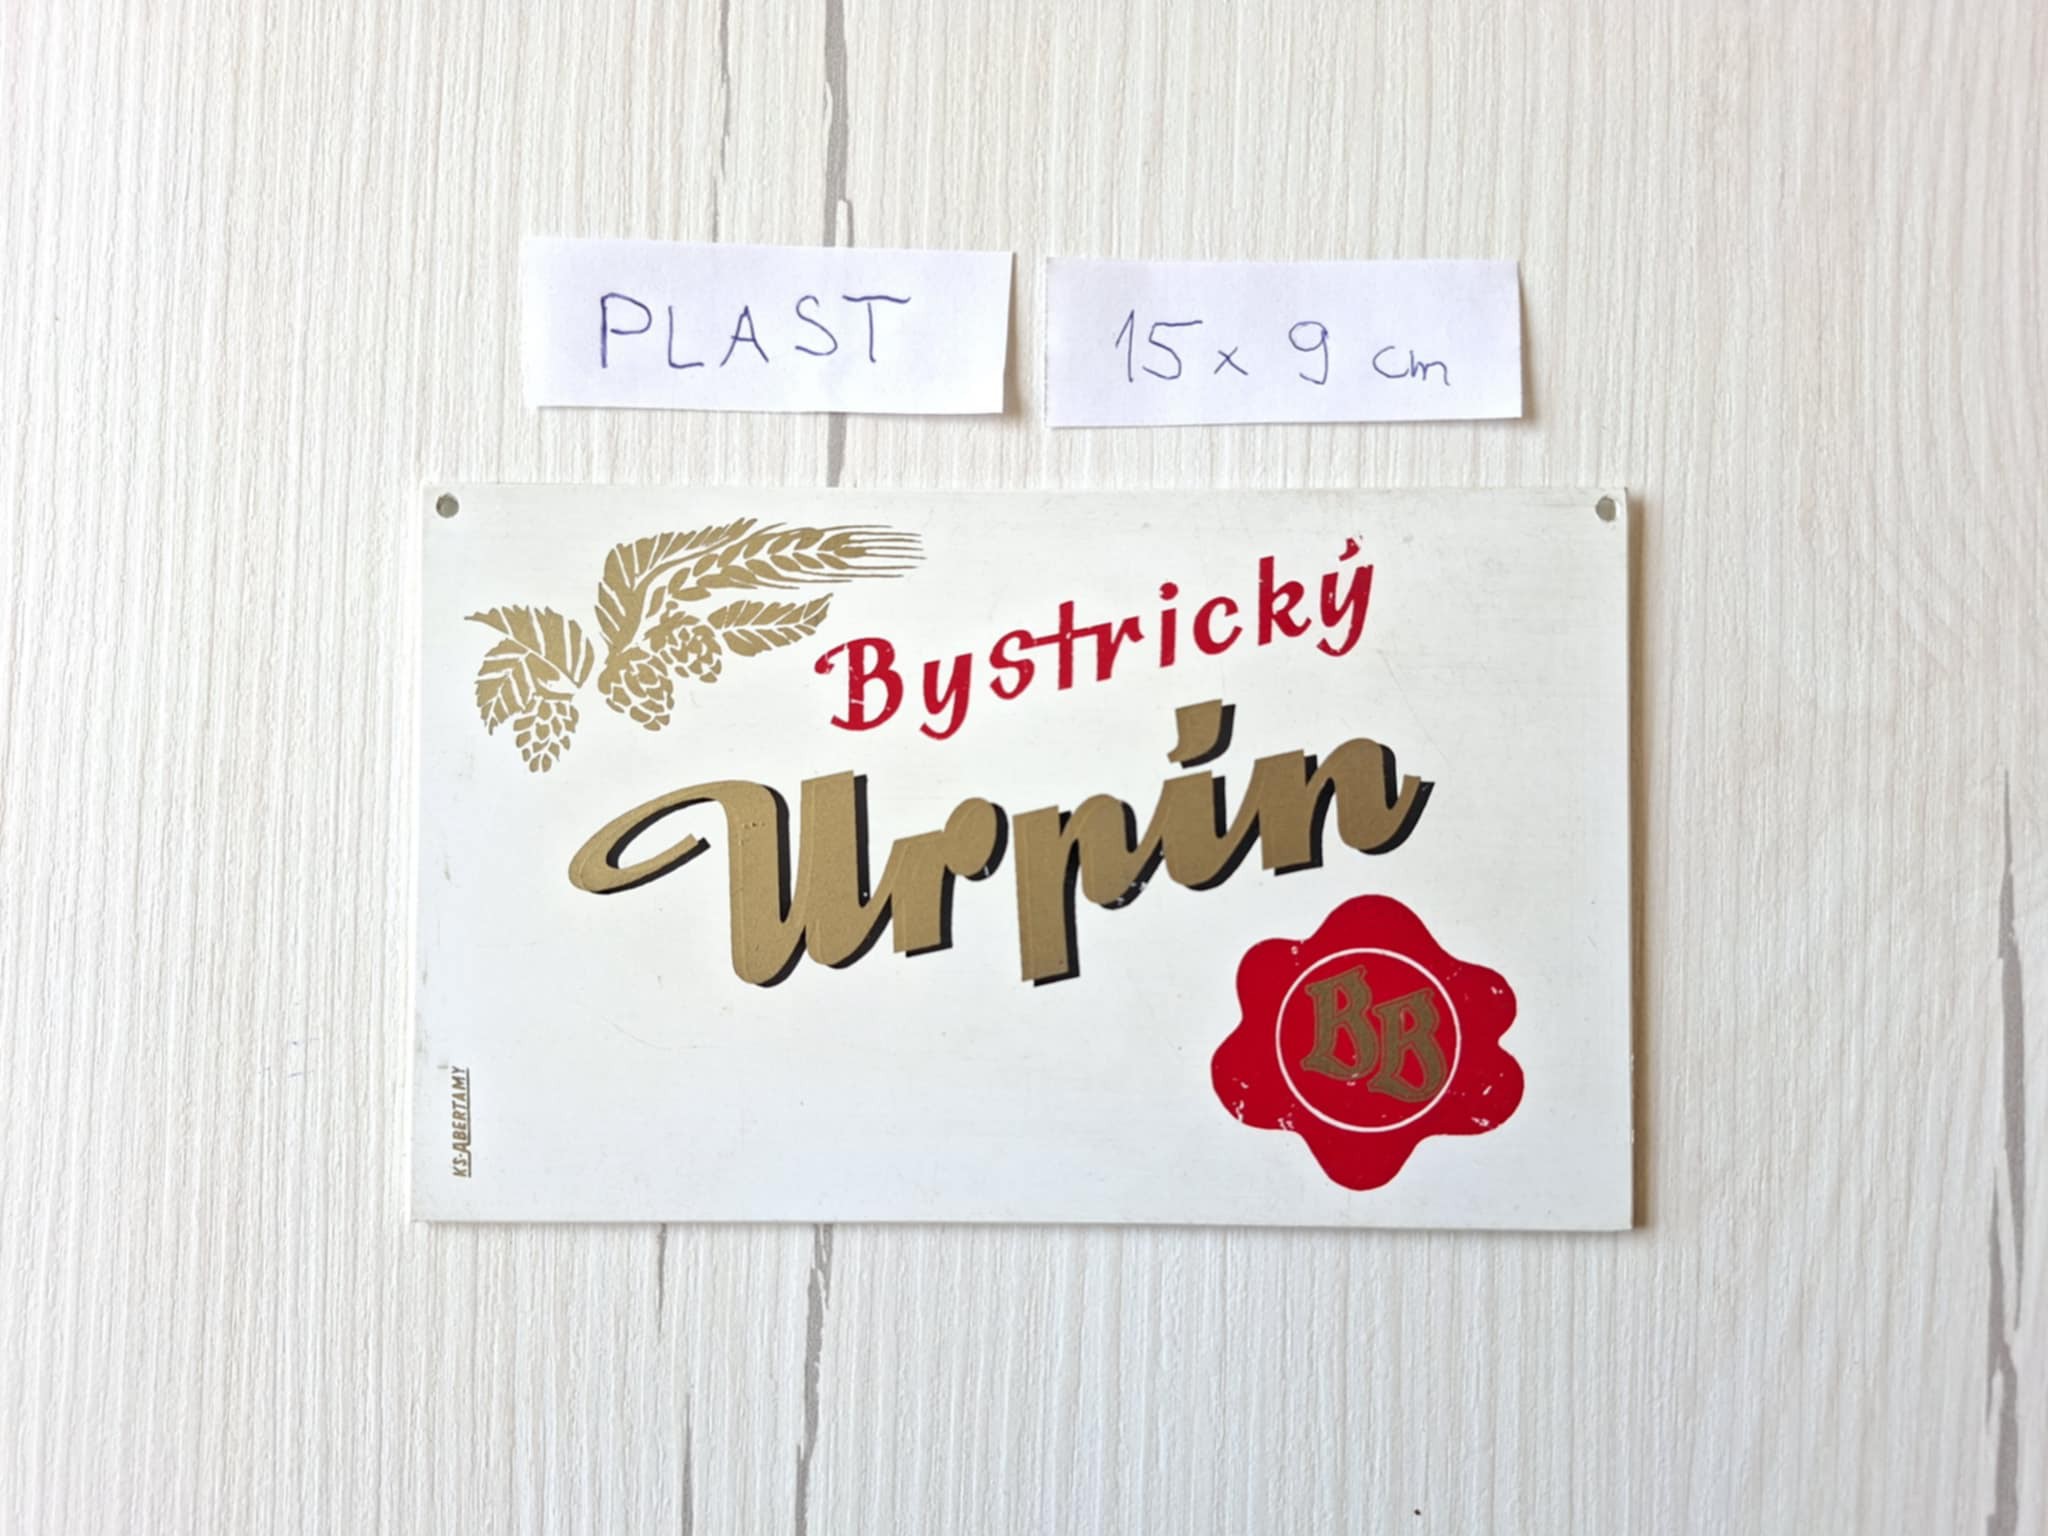 PLAST
15 x 9 cm
Bystrický
Urpín
BB
KS-ABERTAMY